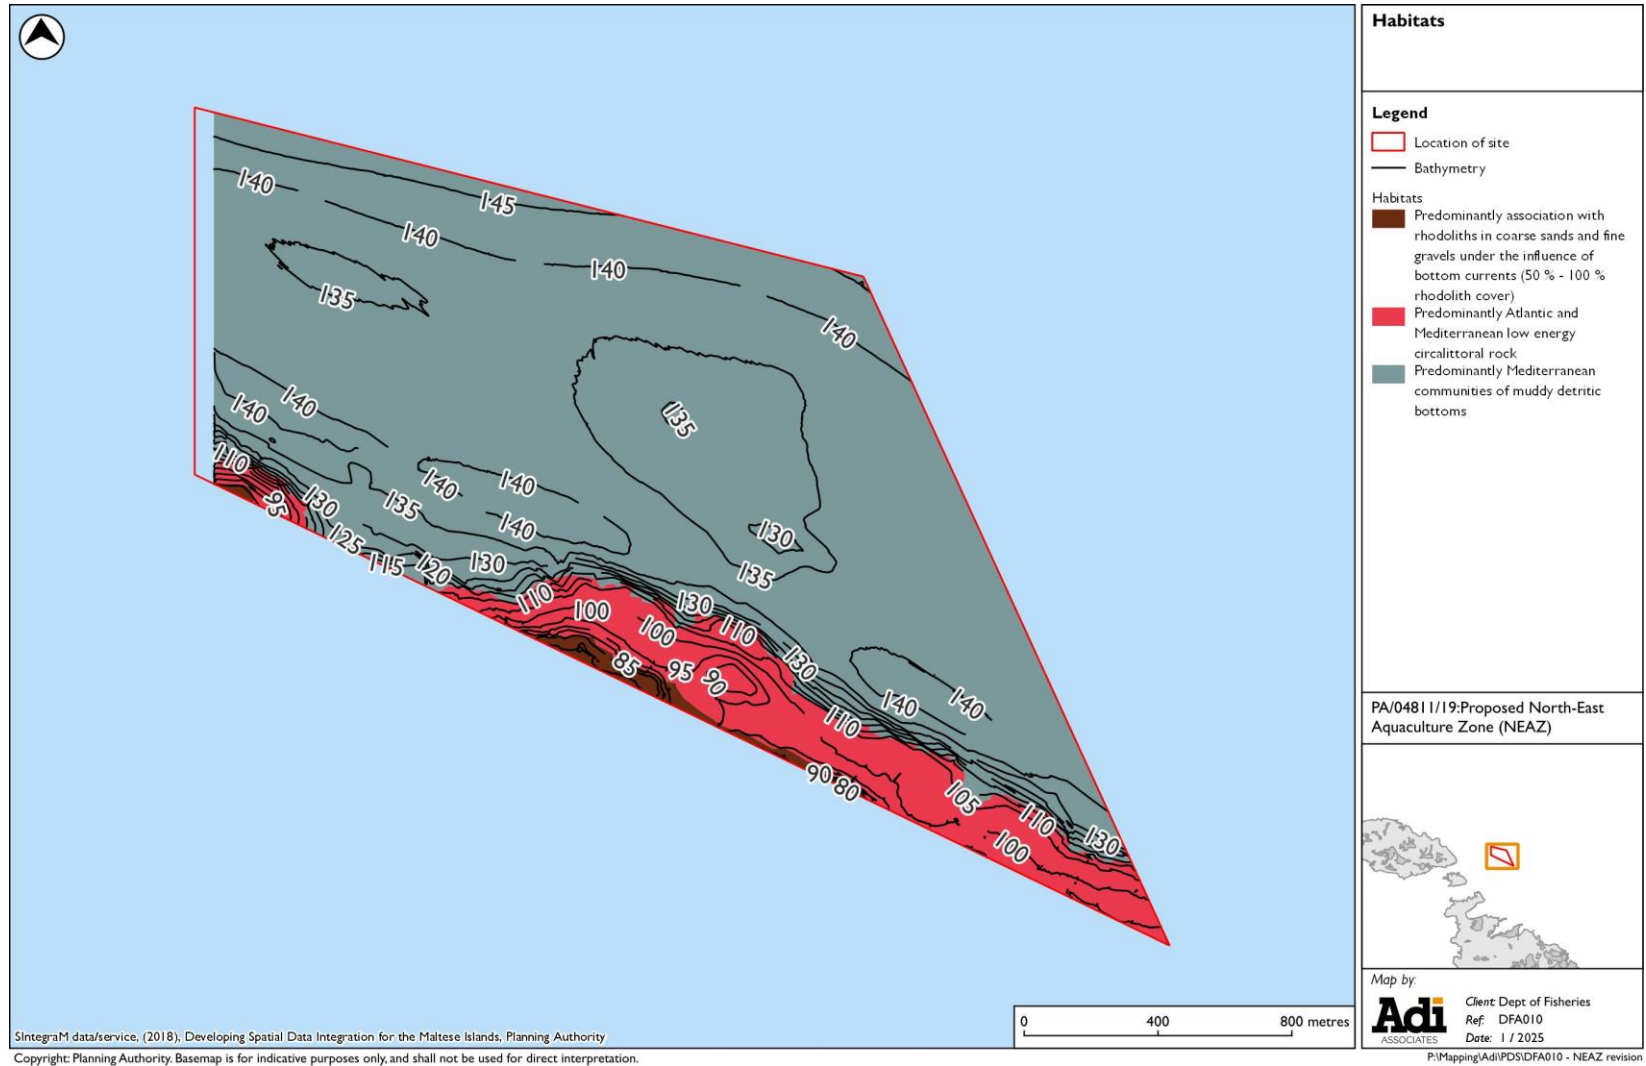 Habitats
Legend
Location of site
Bathymetry
Habitats
Predominantly association with
rhodoliths in coarse sands and fine
gravels under the influence of
bottom currents (50 % - 100 %
rhodolith cover)
Predominantly Atlantic and
Mediterranean low energy
circalittoral rock
Predominantly Mediterranean
communities of muddy detritic
bottoms
PA/04811/19:Proposed North-East
Aquaculture Zone (NEAZ)
Map by:
Adi
ASSOCIATES
Client: Dept of Fisheries
Ref: DFA010
Date: 1 / 2025
140
145
140
140
135
140
140
140
135
110
140
140
95
130
135
140
130
125
115
120
130
135
110
100
130
100
110
85
95
90
130
140
140
110
90
80
105
110
130
100
0 400 800 metres
SIntegraM data/service, (2018), Developing Spatial Data Integration for the Maltese Islands, Planning Authority
Copyright: Planning Authority. Basemap is for indicative purposes only, and shall not be used for direct interpretation.
P:\Mapping\Adi\PDS\DFA010 - NEAZ revision